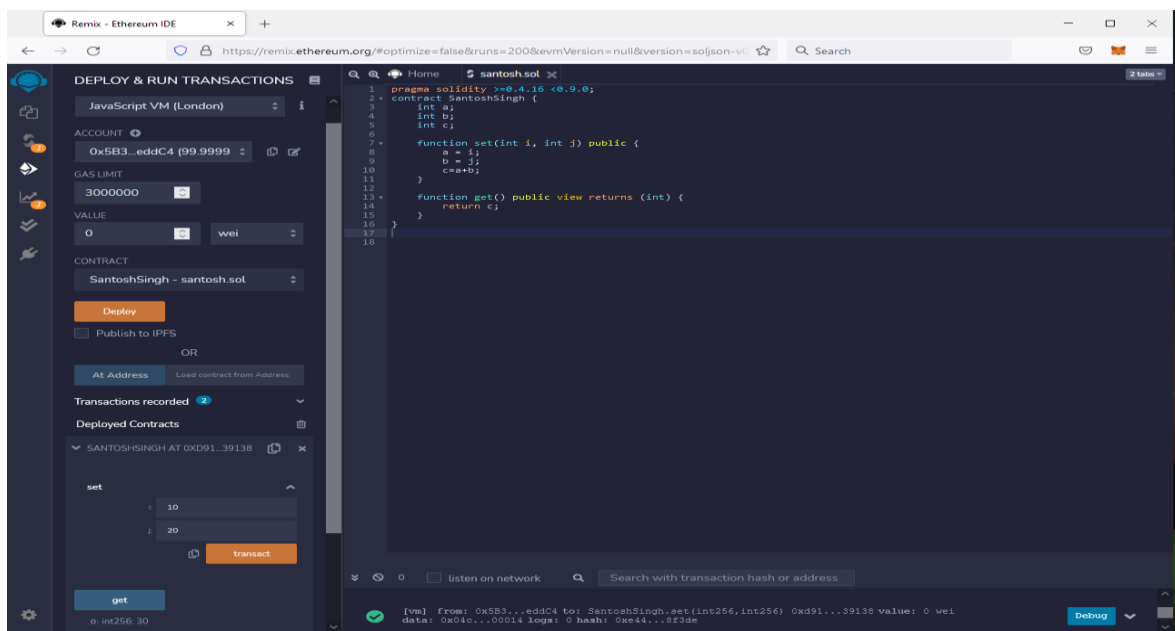 Remix - Ethereum IDE
https://remix.ethereum.org/#optimize=false&runs=200&evmVersion=null&version=soljson-v0
Search
DEPLOY & RUN TRANSACTIONS
JavaScript VM (London)
i
ACCOUNT
0x5B3...eddC4 (99.9999
GAS LIMIT
3000000
VALUE
0 wei
CONTRACT
SantoshSingh - santosh.sol
Deploy
Publish to IPFS
OR
At Address Load contract from Address
Transactions recorded 2
Deployed Contracts
SANTOSHSINGH AT 0XD91...39138
set
i: 10
j: 20
transact
get
0: int256: 30
Home santosh.sol 2 tabs
1 pragma solidity >=0.4.16 <0.9.0;
2 contract SantoshSingh {
3 int a;
4 int b;
5 int c;
6
7 function set(int i, int j) public {
8 a = i;
9 b = j;
10 c=a+b;
11 }
12
13 function get() public view returns (int) {
14 return c;
15 }
16 }
17
18
0 listen on network Search with transaction hash or address
[vm] from: 0x5B3...eddC4 to: SantoshSingh.set(int256,int256) 0xd91...39138 value: 0 wei
data: 0x04c...00014 logs: 0 hash: 0xe44...8f3de
Debug